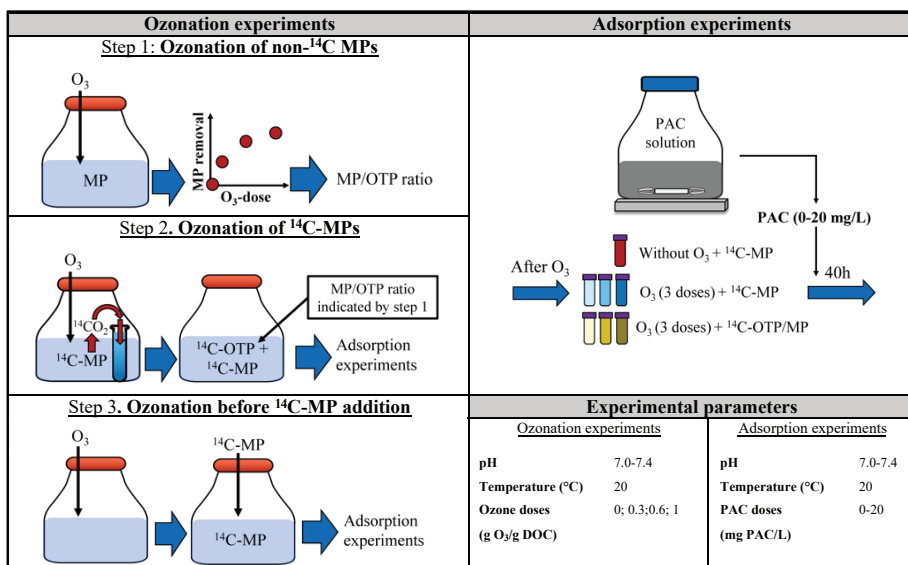 Ozonation experiments
Step 1: Ozonation of non-¹⁴C MPs
O₃
MP
MP removal
O₃-dose
MP/OTP ratio
Step 2. Ozonation of ¹⁴C-MPs
O₃
¹⁴CO₂
¹⁴C-MP
MP/OTP ratio
indicated by step 1
¹⁴C-OTP +
¹⁴C-MP
Adsorption
experiments
Step 3. Ozonation before ¹⁴C-MP addition
O₃
¹⁴C-MP
¹⁴C-MP
Adsorption
experiments
Adsorption experiments
PAC
solution
PAC (0-20 mg/L)
After O₃
Without O₃ + ¹⁴C-MP
O₃ (3 doses) + ¹⁴C-MP
O₃ (3 doses) + ¹⁴C-OTP/MP
40h
Experimental parameters
Ozonation experiments
pH 7.0-7.4
Temperature (°C) 20
Ozone doses 0; 0.3;0.6; 1
(g O₃/g DOC)
Adsorption experiments
pH 7.0-7.4
Temperature (°C) 20
PAC doses 0-20
(mg PAC/L)